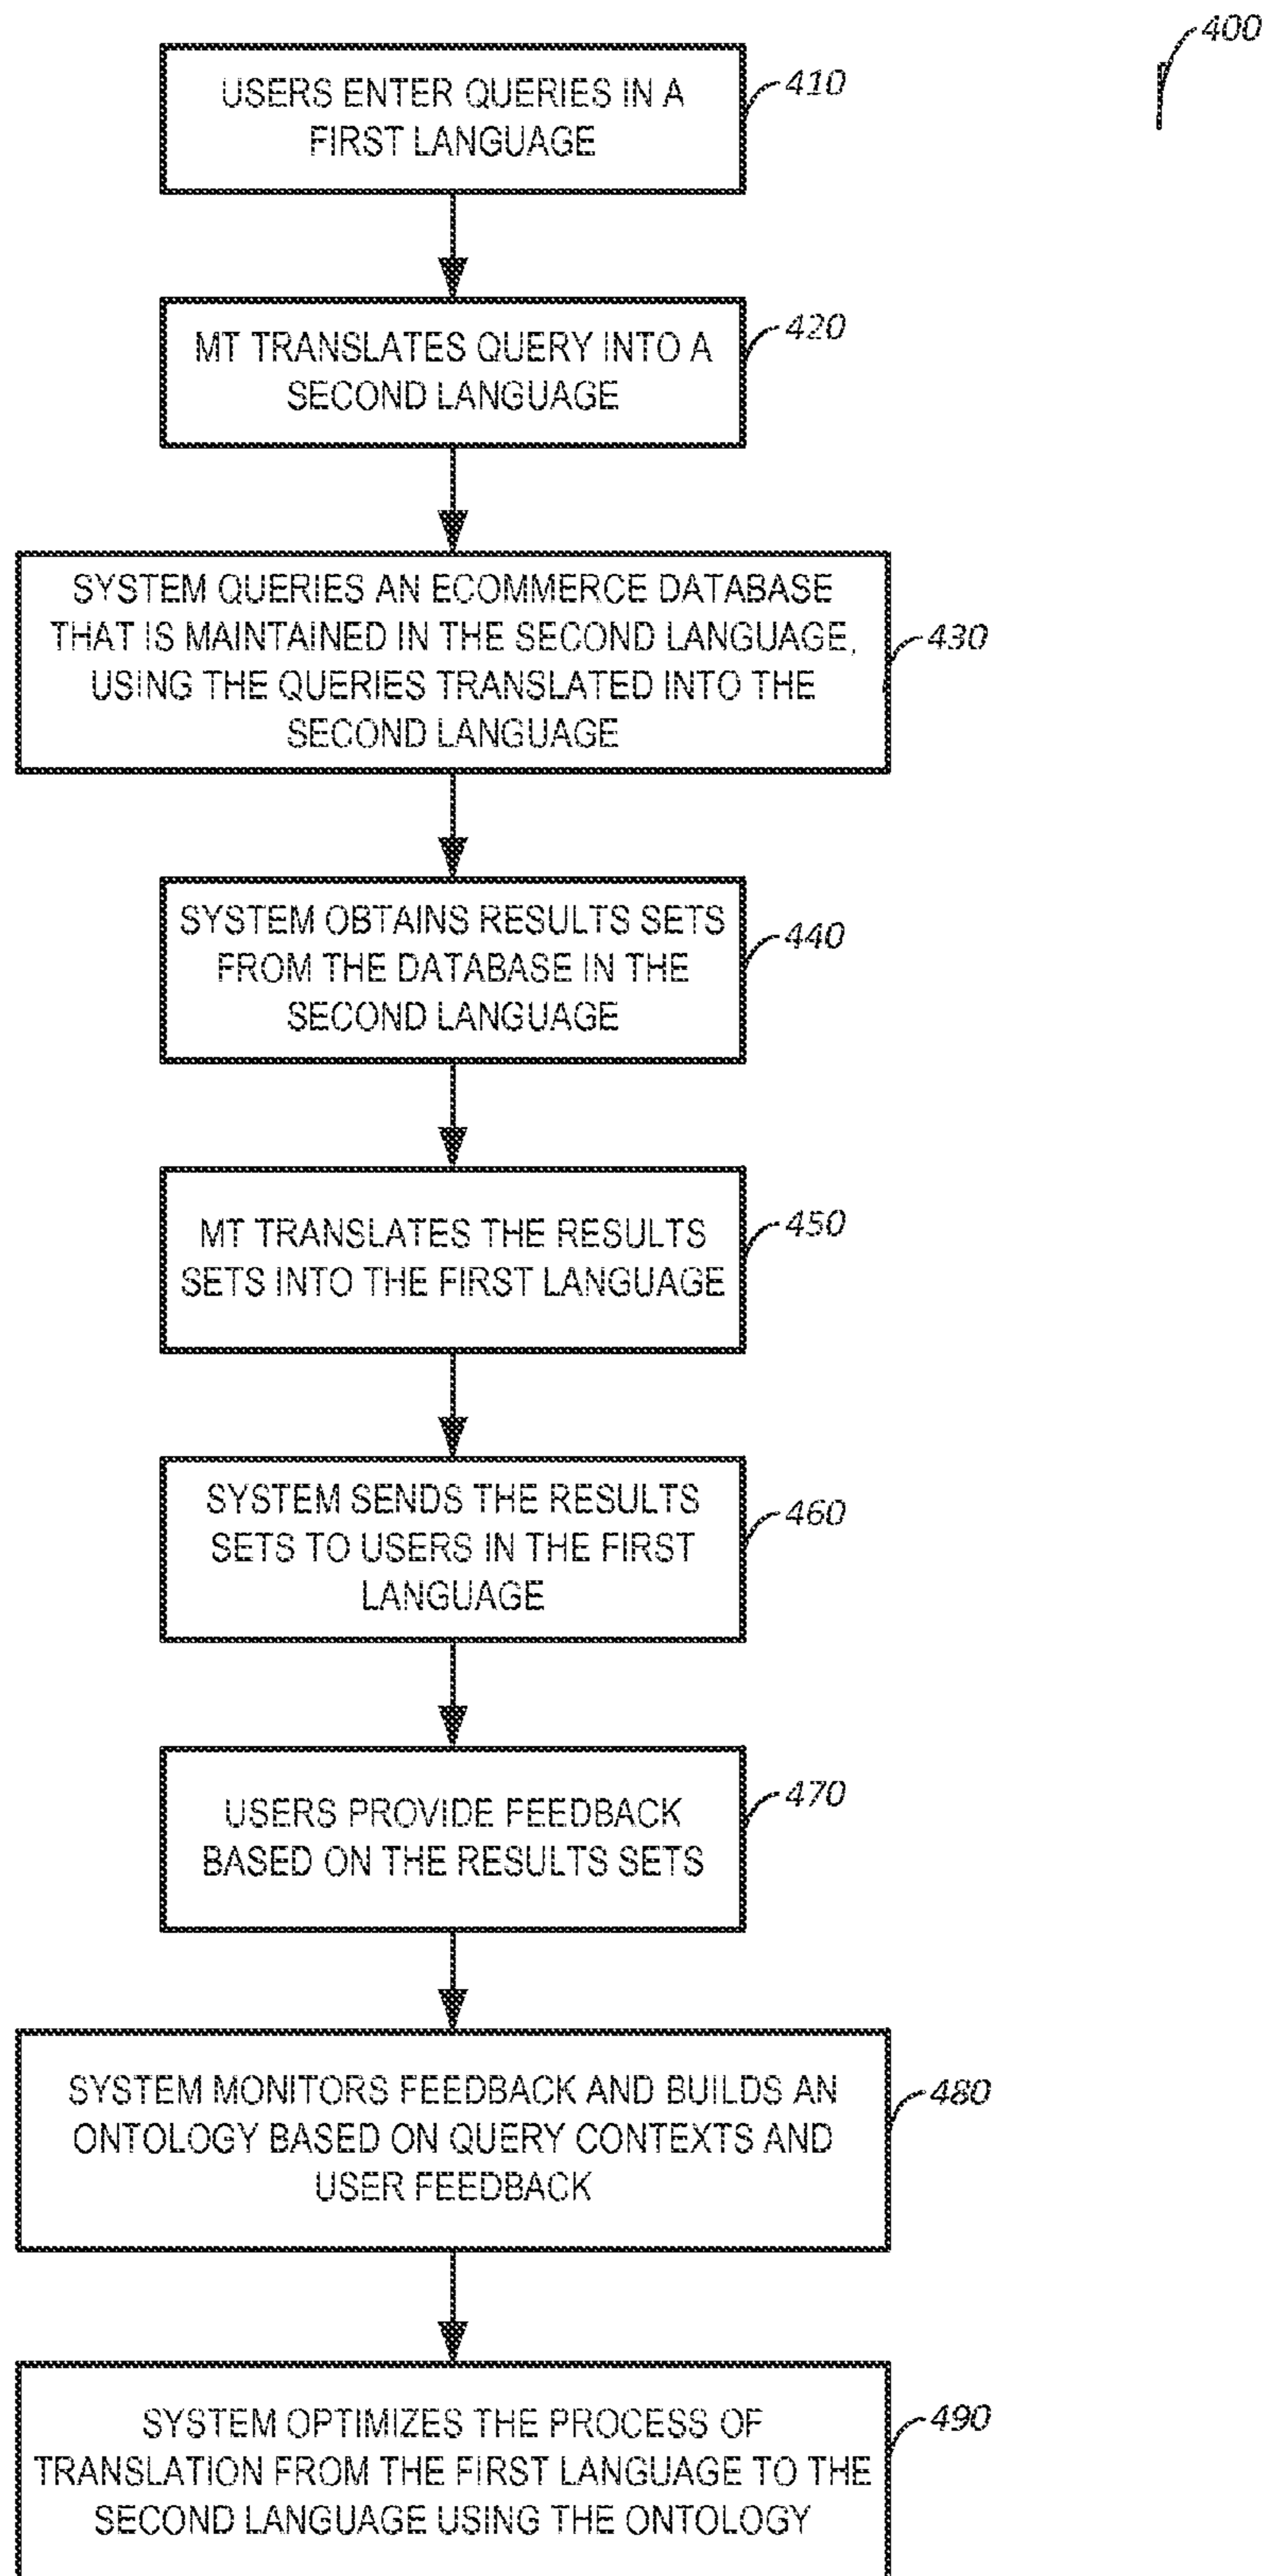 400
USERS ENTER QUERIES IN A
FIRST LANGUAGE
410
MT TRANSLATES QUERY INTO A
SECOND LANGUAGE
420
SYSTEM QUERIES AN ECOMMERCE DATABASE
THAT IS MAINTAINED IN THE SECOND LANGUAGE,
USING THE QUERIES TRANSLATED INTO THE
SECOND LANGUAGE
430
SYSTEM OBTAINS RESULTS SETS
FROM THE DATABASE IN THE
SECOND LANGUAGE
440
MT TRANSLATES THE RESULTS
SETS INTO THE FIRST LANGUAGE
450
SYSTEM SENDS THE RESULTS
SETS TO USERS IN THE FIRST
LANGUAGE
460
USERS PROVIDE FEEDBACK
BASED ON THE RESULTS SETS
470
SYSTEM MONITORS FEEDBACK AND BUILDS AN
ONTOLOGY BASED ON QUERY CONTEXTS AND
USER FEEDBACK
480
SYSTEM OPTIMIZES THE PROCESS OF
TRANSLATION FROM THE FIRST LANGUAGE TO THE
SECOND LANGUAGE USING THE ONTOLOGY
490